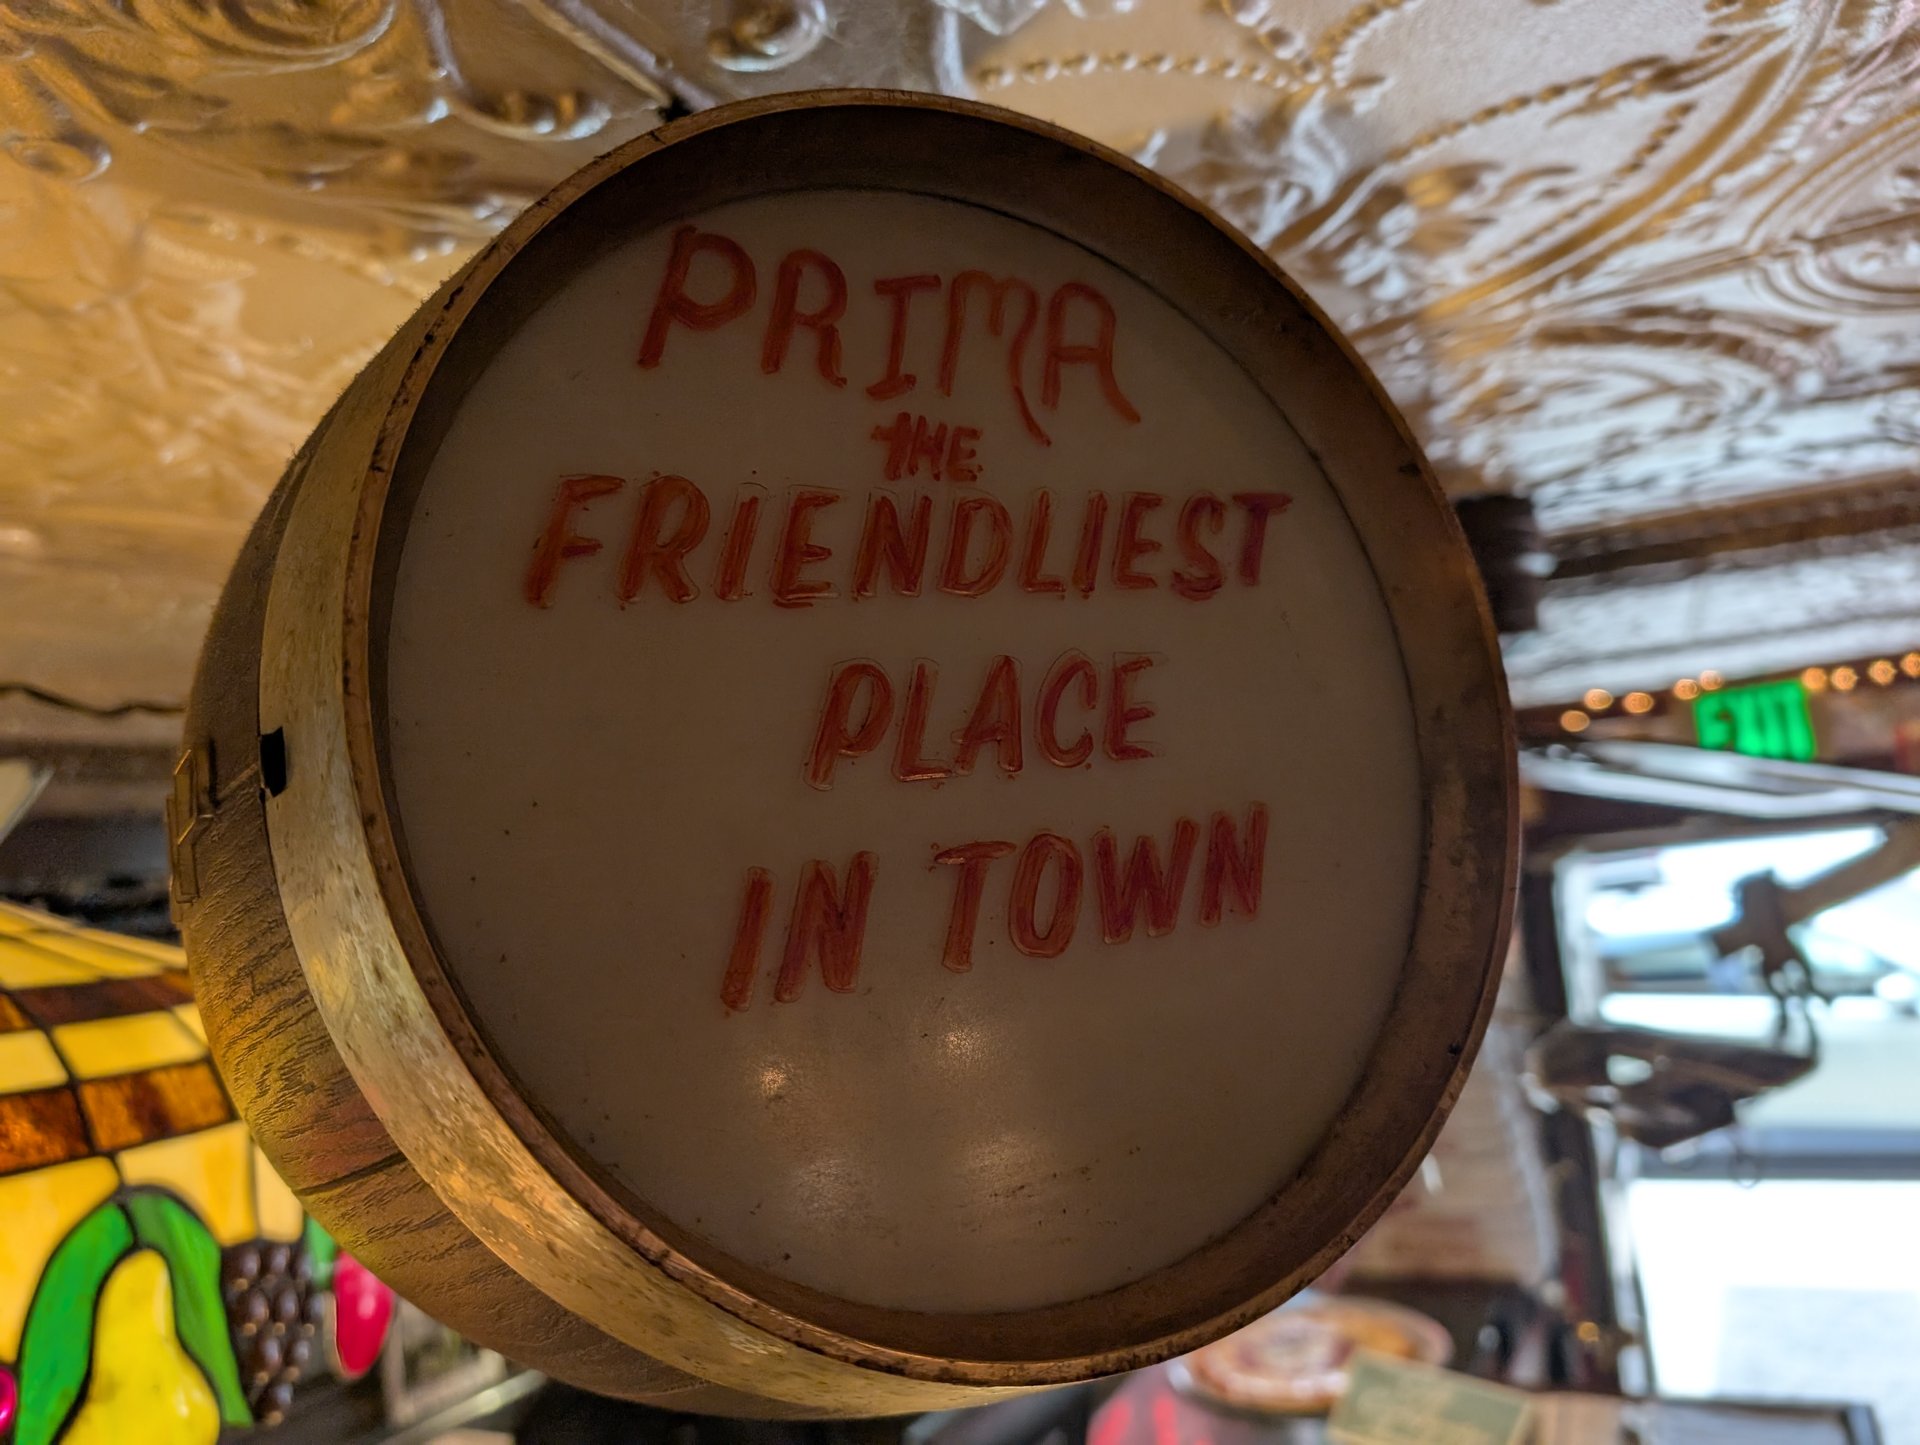 PRIMA
THE
FRIENDLIEST
PLACE
IN TOWN
EXIT